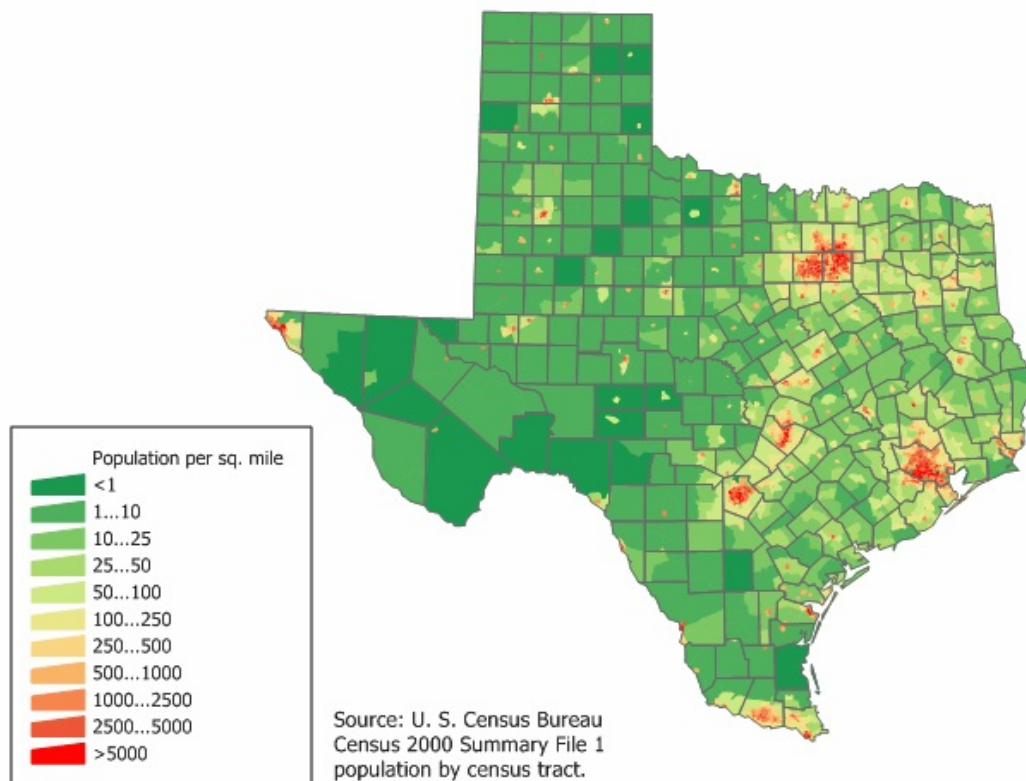 Population per sq. mile
<1
1...10
10...25
25...50
50...100
100...250
250...500
500...1000
1000...2500
2500...5000
>5000
Source: U. S. Census Bureau
Census 2000 Summary File 1
population by census tract.